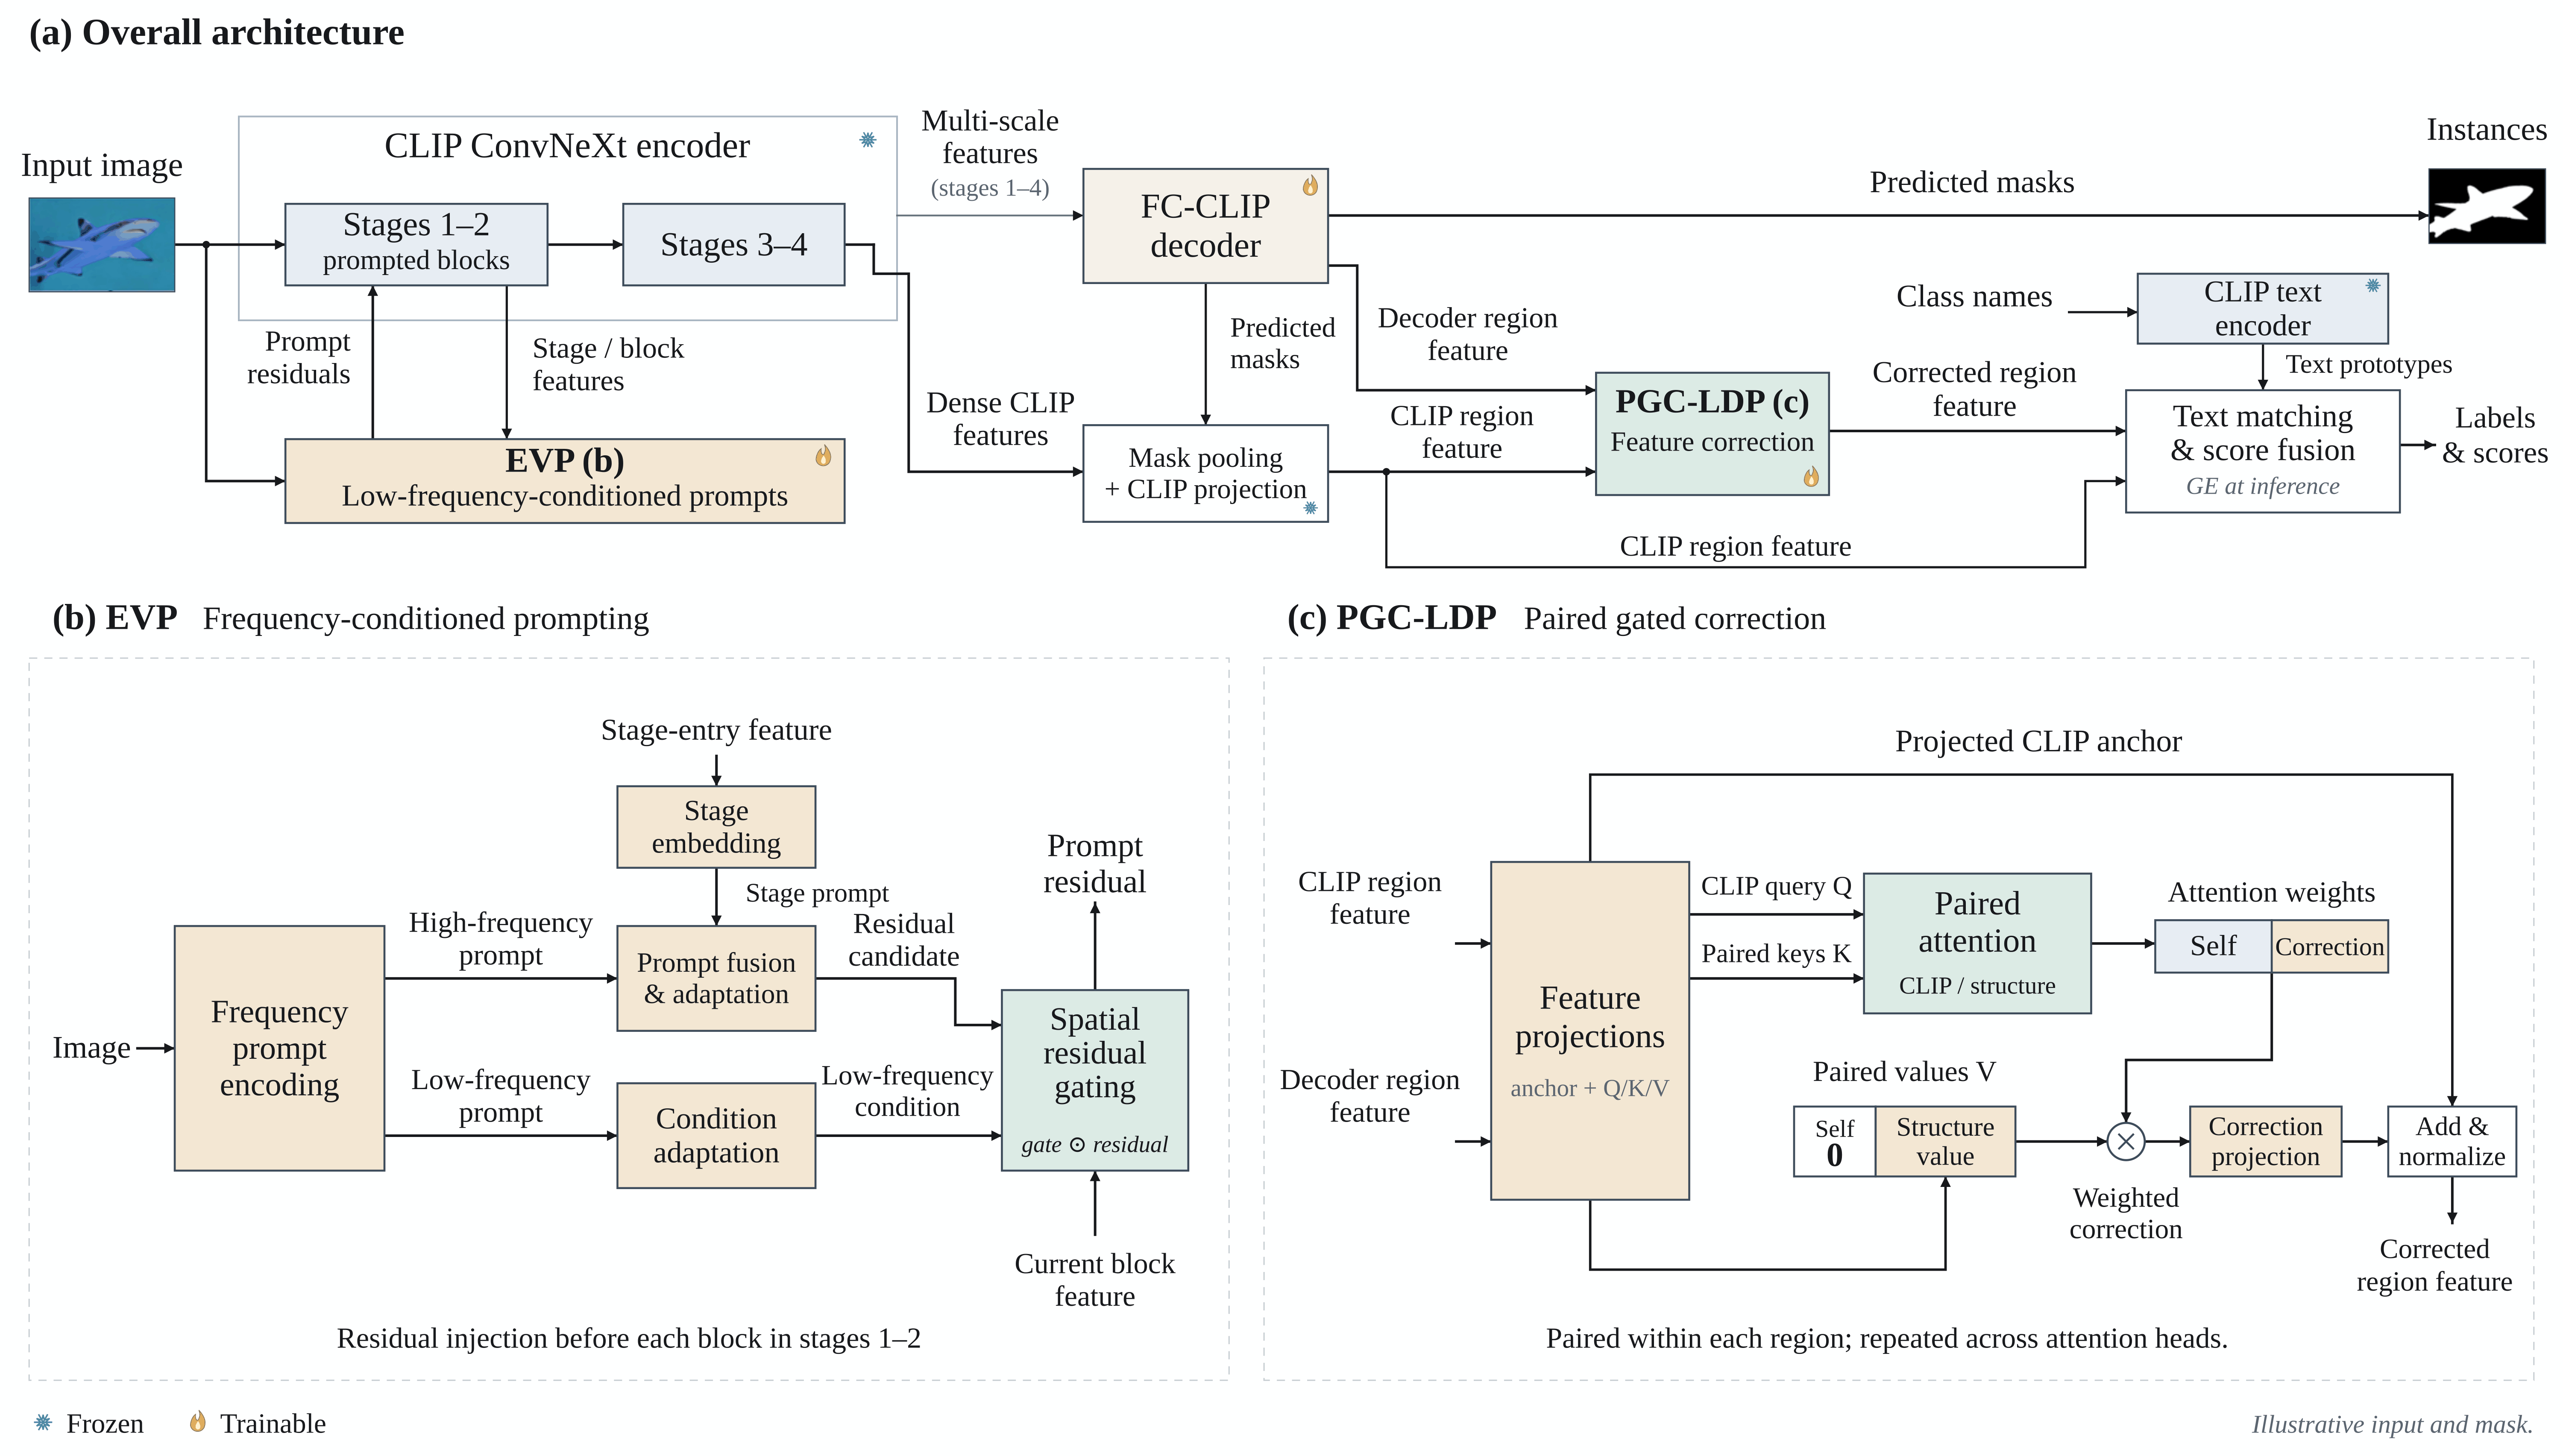 (a) Overall architecture
Input image
CLIP ConvNeXt encoder
Stages 1–2
prompted blocks
Stages 3–4
Prompt
residuals
Stage / block
features
EVP (b)
Low-frequency-conditioned prompts
Multi-scale
features
(stages 1–4)
Dense CLIP
features
FC-CLIP
decoder
Predicted
masks
Mask pooling
+ CLIP projection
Predicted masks
Instances
Decoder region
feature
CLIP region
feature
PGC-LDP (c)
Feature correction
CLIP region feature
Corrected region
feature
Class names
CLIP text
encoder
Text prototypes
Text matching
& score fusion
GE at inference
Labels
& scores
(b) EVP Frequency-conditioned prompting
Stage-entry feature
Stage
embedding
Stage prompt
Image
Frequency
prompt
encoding
High-frequency
prompt
Low-frequency
prompt
Prompt fusion
& adaptation
Condition
adaptation
Residual
candidate
Low-frequency
condition
Prompt
residual
Spatial
residual
gating
gate ⊙ residual
Current block
feature
Residual injection before each block in stages 1–2
(c) PGC-LDP Paired gated correction
Projected CLIP anchor
CLIP region
feature
Decoder region
feature
Feature
projections
anchor + Q/K/V
CLIP query Q
Paired keys K
Paired
attention
CLIP / structure
Attention weights
Self
Correction
Paired values V
Self
0
Structure
value
Weighted
correction
Correction
projection
Add &
normalize
Corrected
region feature
Paired within each region; repeated across attention heads.
Frozen
Trainable
Illustrative input and mask.